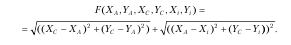 F(X_A, Y_A, X_C, Y_C, X_i, Y_i) =
= √((X_C − X_A)² + (Y_C − Y_A)²) + √((X_A − X_i)² + (Y_C − Y_i))².